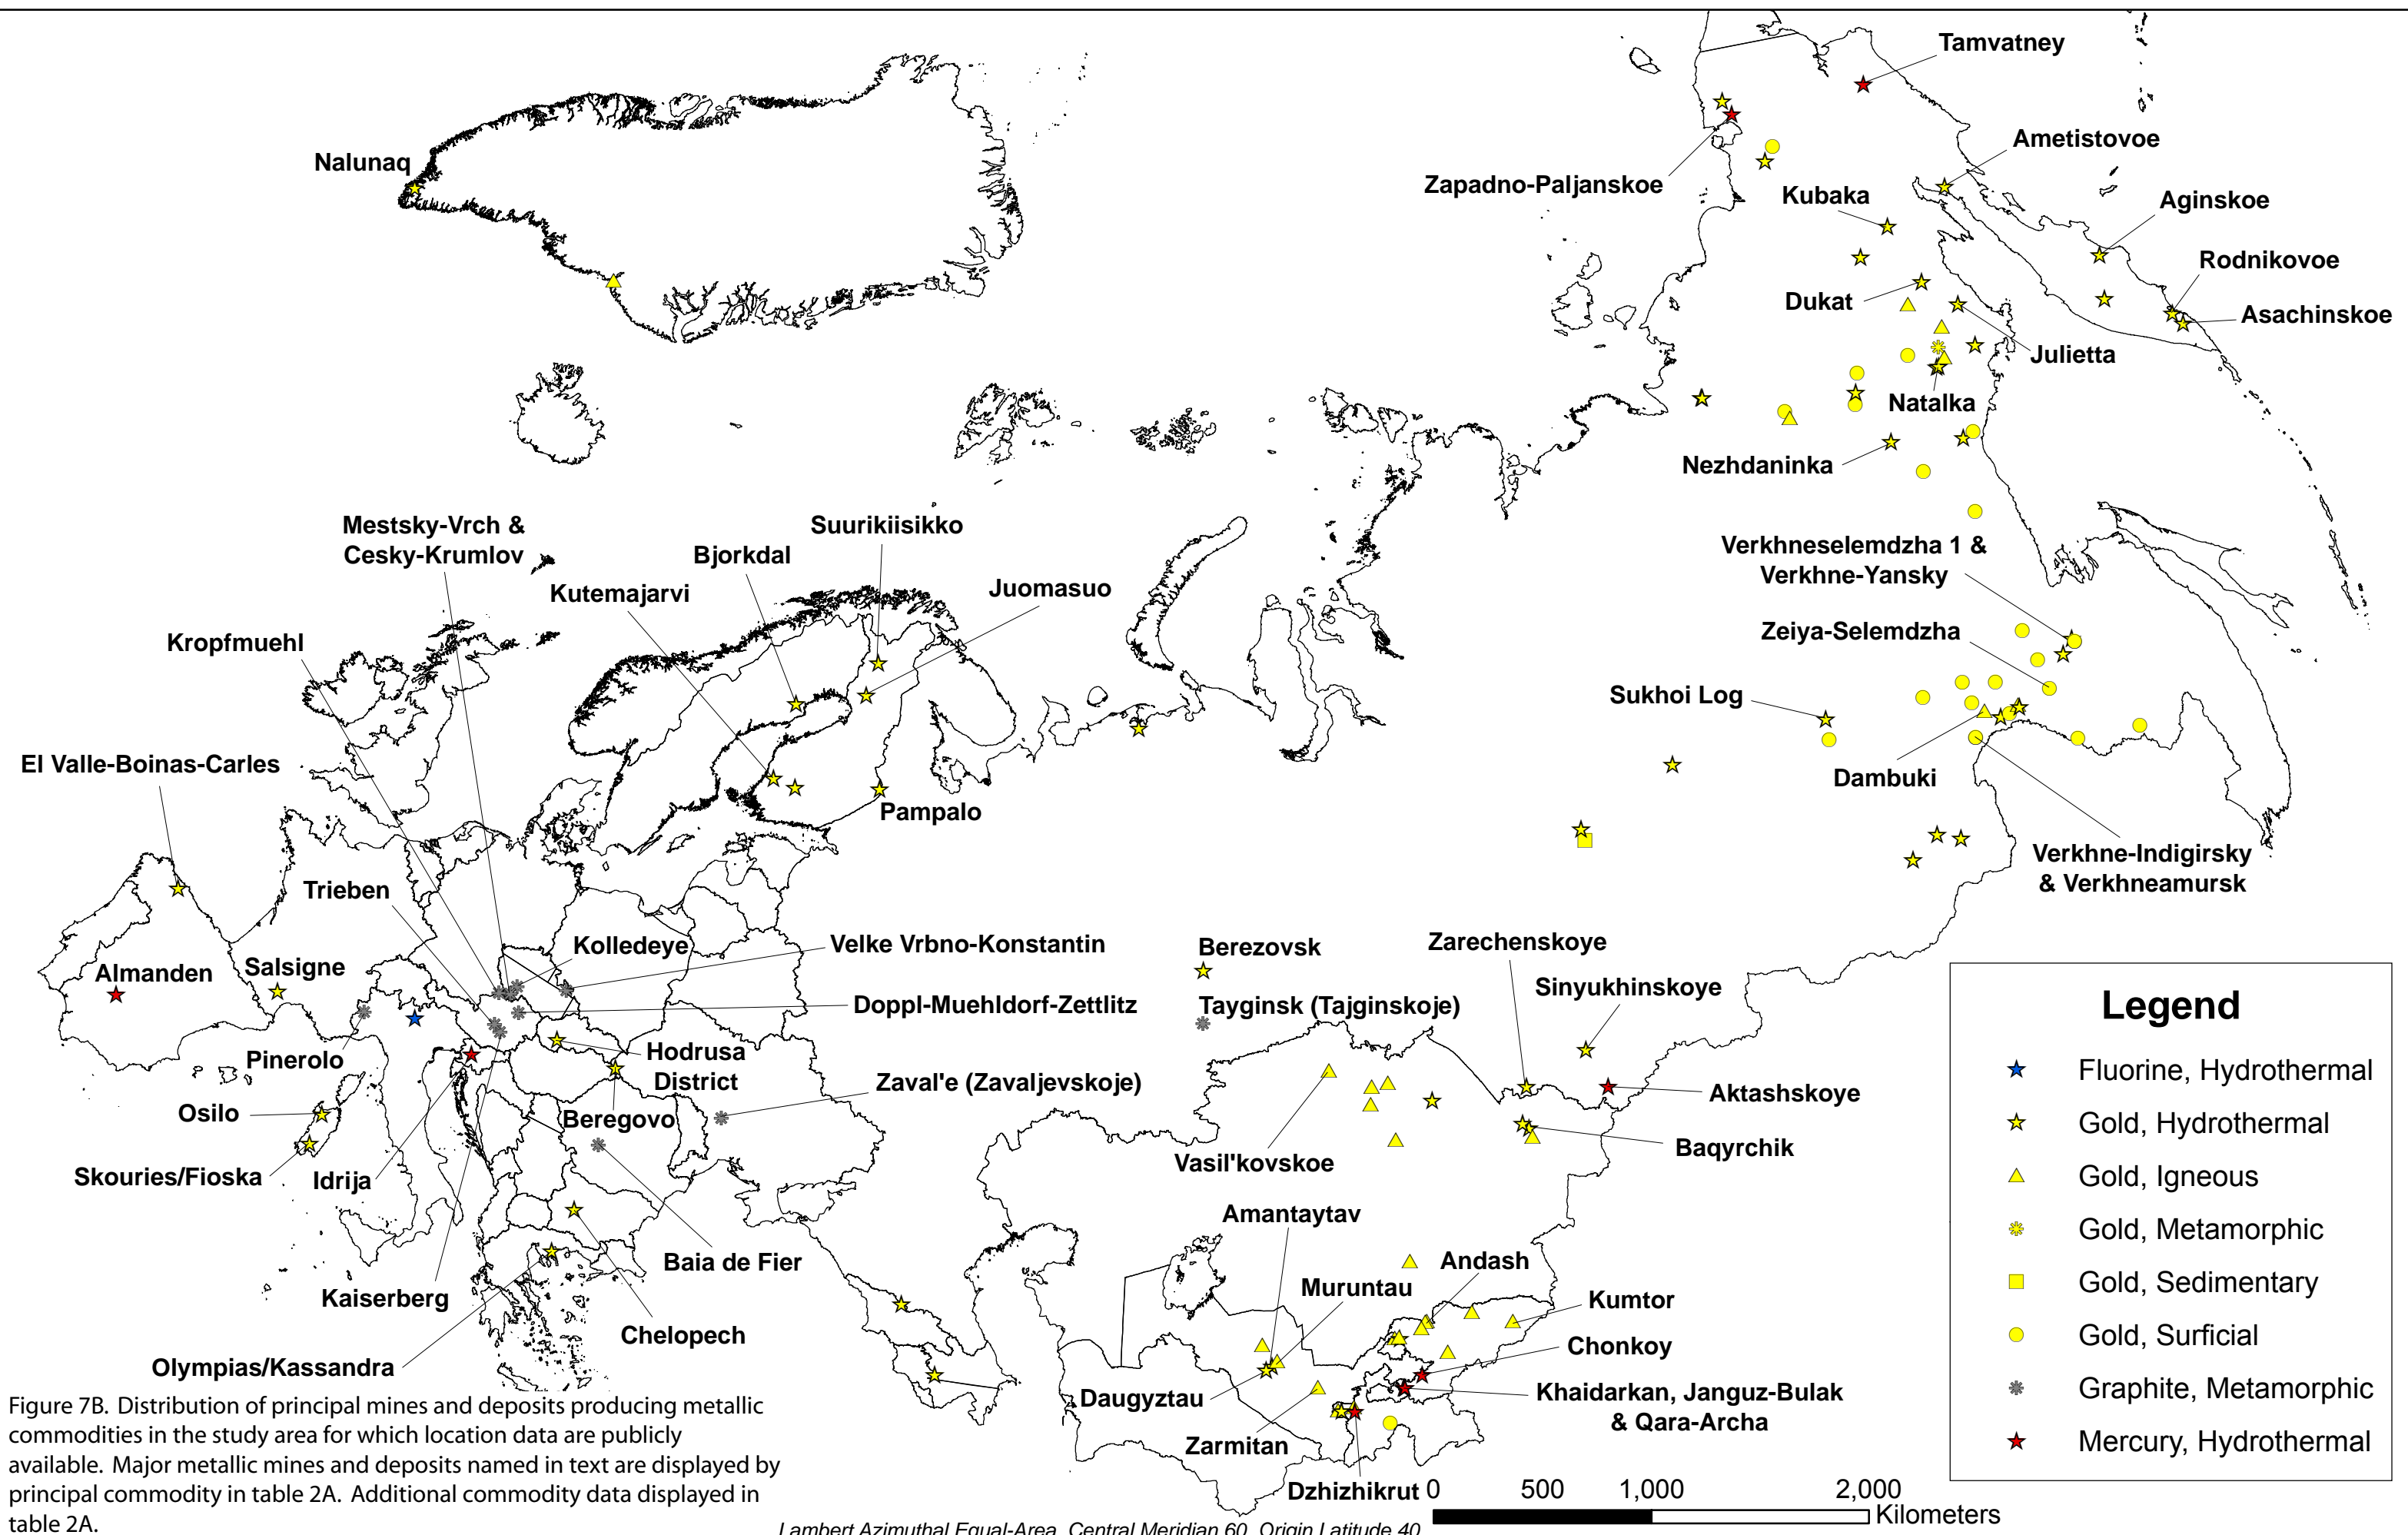 Tamvatney
Ametistovoe
Nalunaq
Zapadno-Paljanskoe
Kubaka
Aginskoe
Rodnikovoe
Dukat
Asachinskoe
Julietta
Natalka
Nezhdaninka
Mestsky-Vrch &
Cesky-Krumlov
Suurikiisikko
Bjorkdal
Kutemajarvi
Juomasuo
Verkhneselemdzha 1 &
Verkhne-Yansky
Kropfmuehl
Zeiya-Selemdzha
Sukhoi Log
El Valle-Boinas-Carles
Dambuki
Pampalo
Verkhne-Indigirsky
& Verkhneamursk
Trieben
Kolledeye
Velke Vrbno-Konstantin
Berezovsk
Zarechenskoye
Almanden
Salsigne
Sinyukhinskoye
Doppl-Muehldorf-Zettlitz
Tayginsk (Tajginskoje)
Pinerolo
Hodrusa
District
Zaval'e (Zavaljevskoje)
Aktashskoye
Osilo
Beregovo
Baqyrchik
Skouries/Fioska
Idrija
Vasil'kovskoe
Amantaytav
Baia de Fier
Andash
Muruntau
Kaiserberg
Kumtor
Chelopech
Chonkoy
Olympias/Kassandra
Daugyztau
Khaidarkan, Janguz-Bulak
& Qara-Archa
Zarmitan
Dzhizhikrut
Legend
Fluorine, Hydrothermal
Gold, Hydrothermal
Gold, Igneous
Gold, Metamorphic
Gold, Sedimentary
Gold, Surficial
Graphite, Metamorphic
Mercury, Hydrothermal
0 500 1,000 2,000
Kilometers
Figure 7B. Distribution of principal mines and deposits producing metallic
commodities in the study area for which location data are publicly
available. Major metallic mines and deposits named in text are displayed by
principal commodity in table 2A. Additional commodity data displayed in
table 2A.
Lambert Azimuthal Equal-Area, Central Meridian 60, Origin Latitude 40